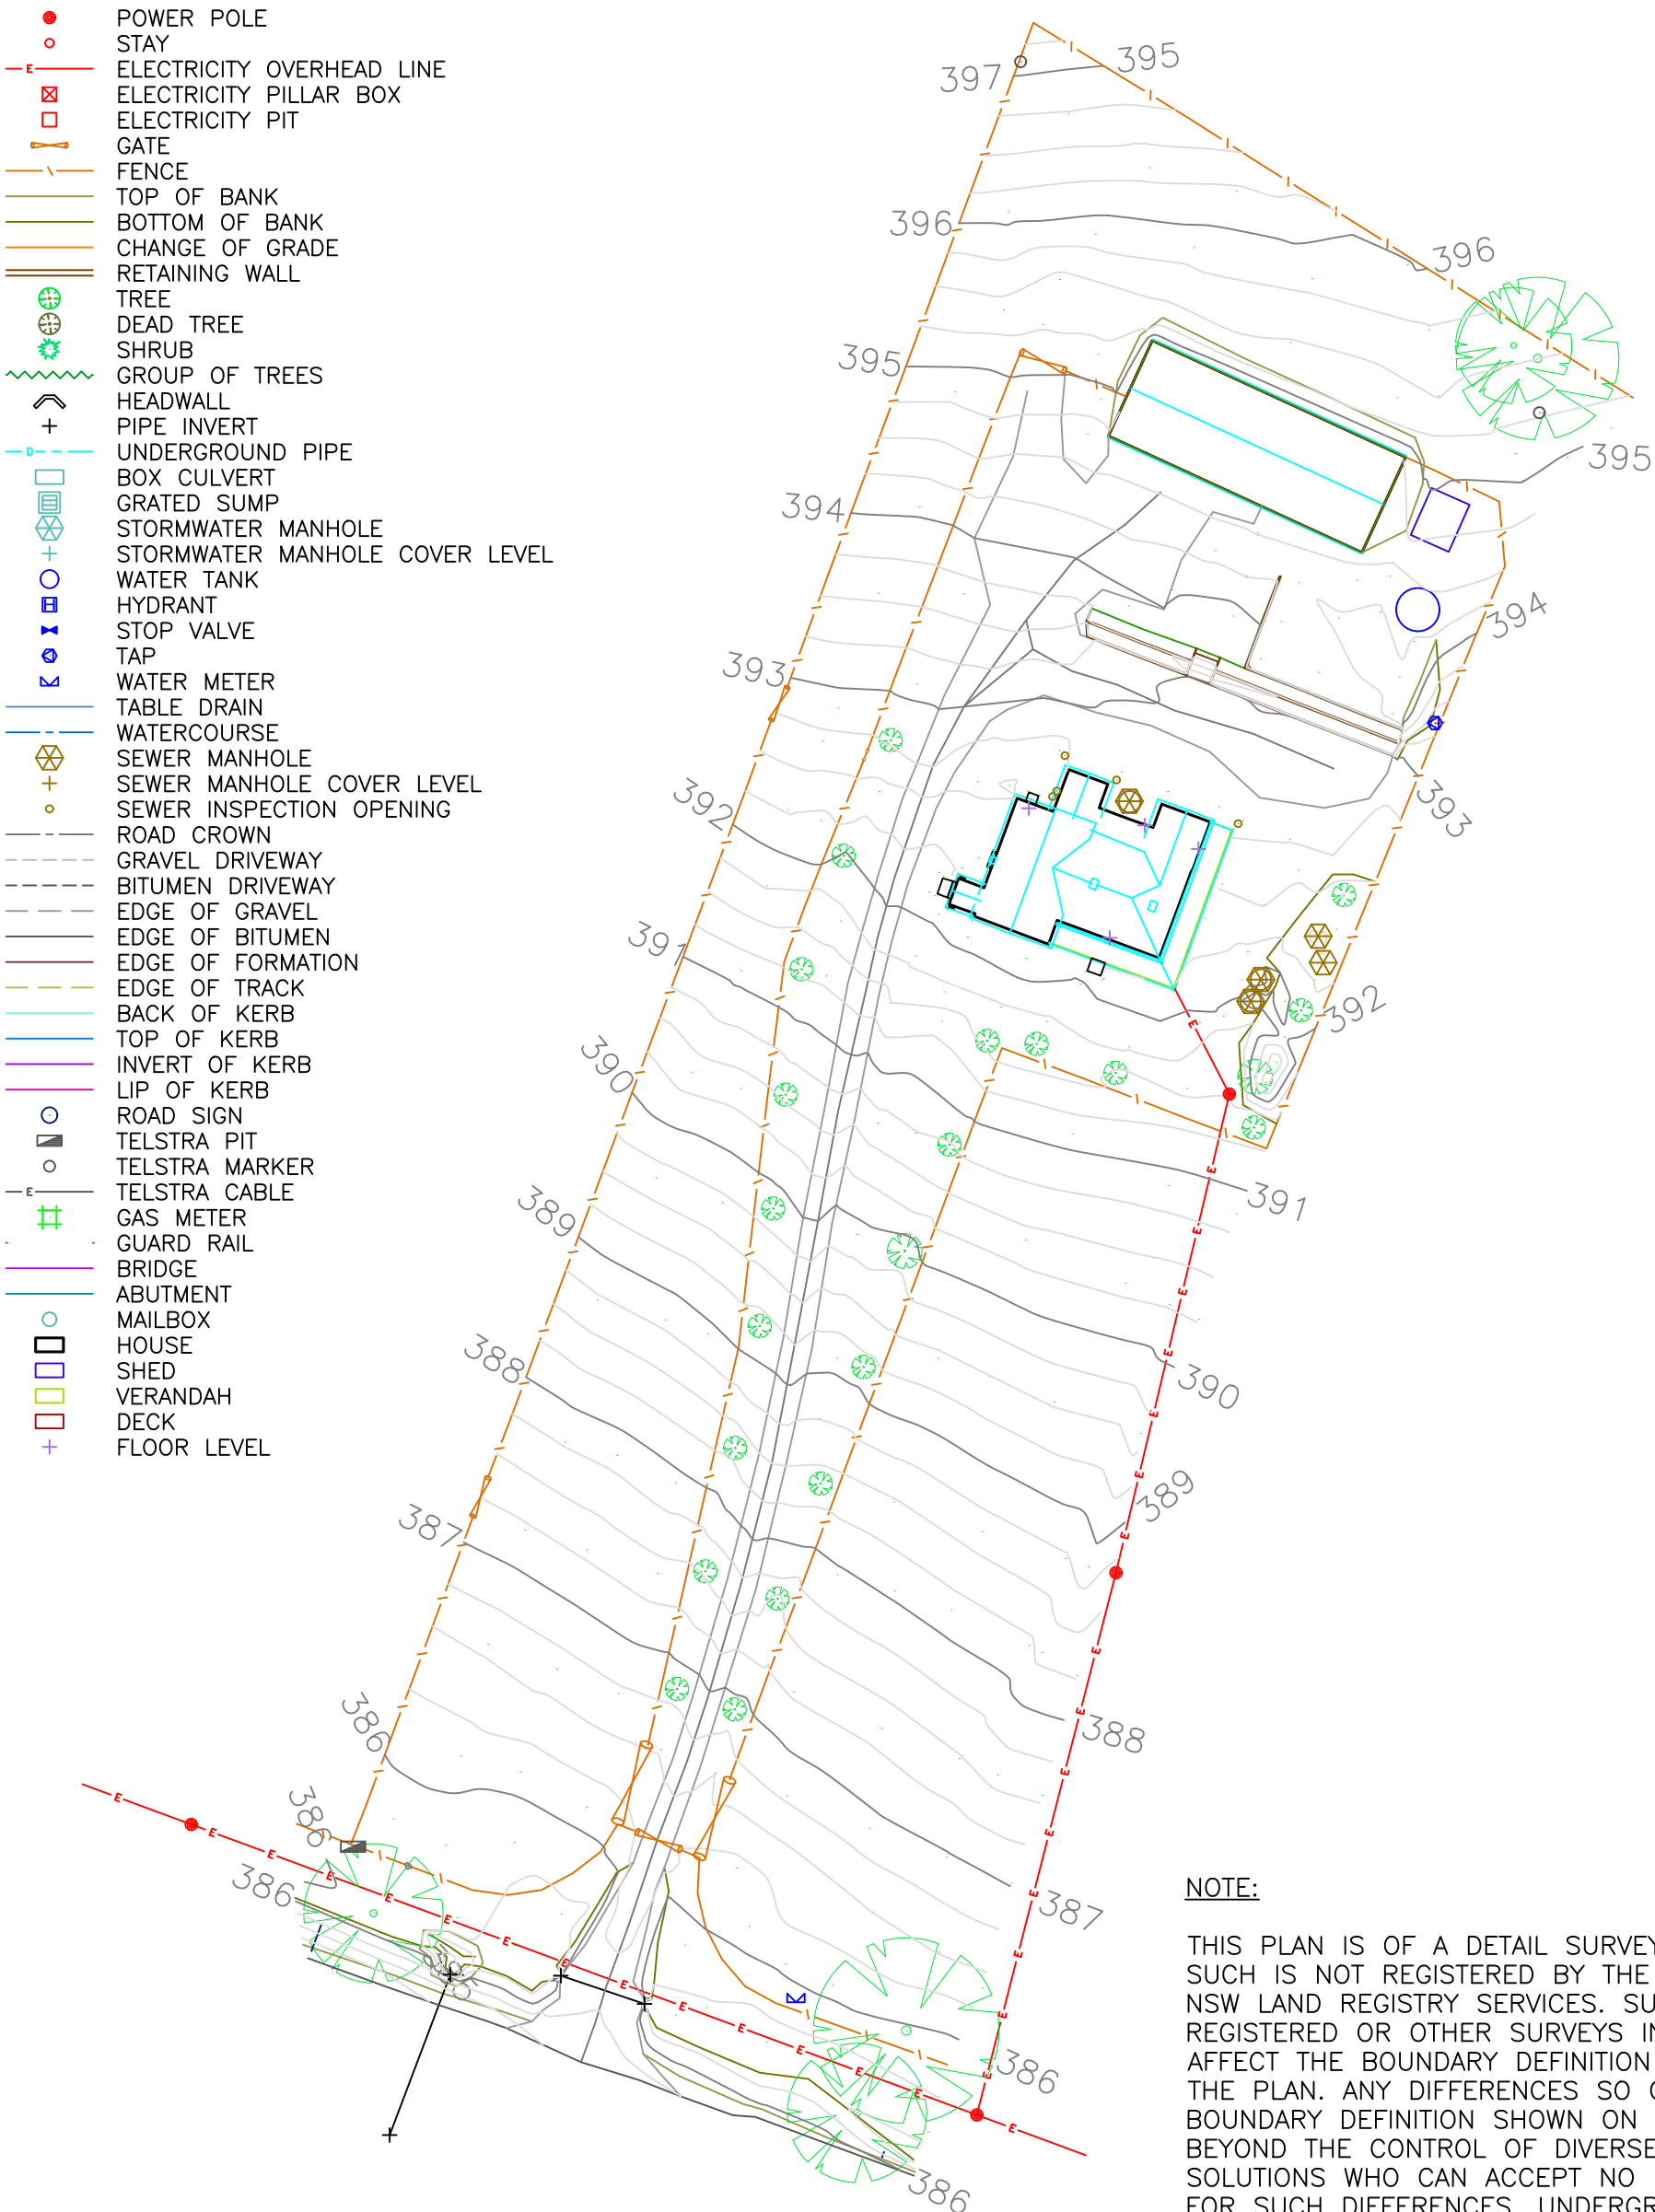 POWER POLE
STAY
ELECTRICITY OVERHEAD LINE
ELECTRICITY PILLAR BOX
ELECTRICITY PIT
GATE
FENCE
TOP OF BANK
BOTTOM OF BANK
CHANGE OF GRADE
RETAINING WALL
TREE
DEAD TREE
SHRUB
GROUP OF TREES
HEADWALL
PIPE INVERT
UNDERGROUND PIPE
BOX CULVERT
GRATED SUMP
STORMWATER MANHOLE
STORMWATER MANHOLE COVER LEVEL
WATER TANK
HYDRANT
STOP VALVE
TAP
WATER METER
TABLE DRAIN
WATERCOURSE
SEWER MANHOLE
SEWER MANHOLE COVER LEVEL
SEWER INSPECTION OPENING
ROAD CROWN
GRAVEL DRIVEWAY
BITUMEN DRIVEWAY
EDGE OF GRAVEL
EDGE OF BITUMEN
EDGE OF FORMATION
EDGE OF TRACK
BACK OF KERB
TOP OF KERB
INVERT OF KERB
LIP OF KERB
ROAD SIGN
TELSTRA PIT
TELSTRA MARKER
TELSTRA CABLE
GAS METER
GUARD RAIL
BRIDGE
ABUTMENT
MAILBOX
HOUSE
SHED
VERANDAH
DECK
FLOOR LEVEL
397
395
396
396
395
395
394
394
393
393
392
392
391
391
390
390
389
389
388
388
387
387
386
386
386
386
386
NOTE:
THIS PLAN IS OF A DETAIL SURVEY
SUCH IS NOT REGISTERED BY THE
NSW LAND REGISTRY SERVICES. SU
REGISTERED OR OTHER SURVEYS IN
AFFECT THE BOUNDARY DEFINITION
THE PLAN. ANY DIFFERENCES SO
BOUNDARY DEFINITION SHOWN ON
BEYOND THE CONTROL OF DIVERSE
SOLUTIONS WHO CAN ACCEPT NO
FOR SUCH DIFFERENCES. UNDERGR